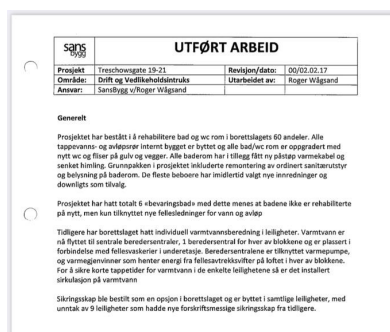 sans
bygg
UTFØRT ARBEID
Prosjekt Treschowsgate 19-21 Revisjon/dato: 00/02.02.17
Område: Drift og Vedlikeholdsintruks Utarbeidet av: Roger Wågsand
Ansvar: SansBygg v/Roger Wågsand
Generelt
Prosjektet har bestått i å rehabilitere bad og wc rom i borettslagets 60 andeler. Alle
tappevanns- og avløpsrør internt bygget er byttet og alle bad/wc rom er oppgradert med
nytt wc og fliser på gulv og vegger. Alle baderom har i tillegg fått ny påstøp varmekabel og
senket himling. Grunnpakken i prosjektet inkluderte remontering av ordinært sanitærutstyr
og belysning på baderom. De fleste beboere har imidlertid valgt nye innredninger og
downligts som tilvalg.
Prosjektet har hatt totalt 6 «bevaringsbad» med dette menes at badene ikke er rehabiliterte
på nytt, men kun tilknyttet nye fellesledninger for vann og avløp
Tidligere har borettslaget hatt individuell varmtvannsberedning i leiligheter. Varmtvann er
nå flyttet til sentrale beredersentraler, 1 beredersentral for hver av blokkene og er plassert i
forbindelse med fellesvaskerier i underetasje. Beredersentralene er tilknyttet varmepumpe,
og varmegjenvinner som henter energi fra fellesavtrekksvifter på loftet i hver av blokkene.
For å sikre korte tappetider for varmtvann i de enkelte leilighetene så er det installert
sirkulasjon på varmtvann
Sikringsskap ble bestilt som en opsjon i borettslaget og er byttet i samtlige leiligheter, med
unntak av 9 leiligheter som hadde nye forskriftsmessige sikringsskap fra tidligere.